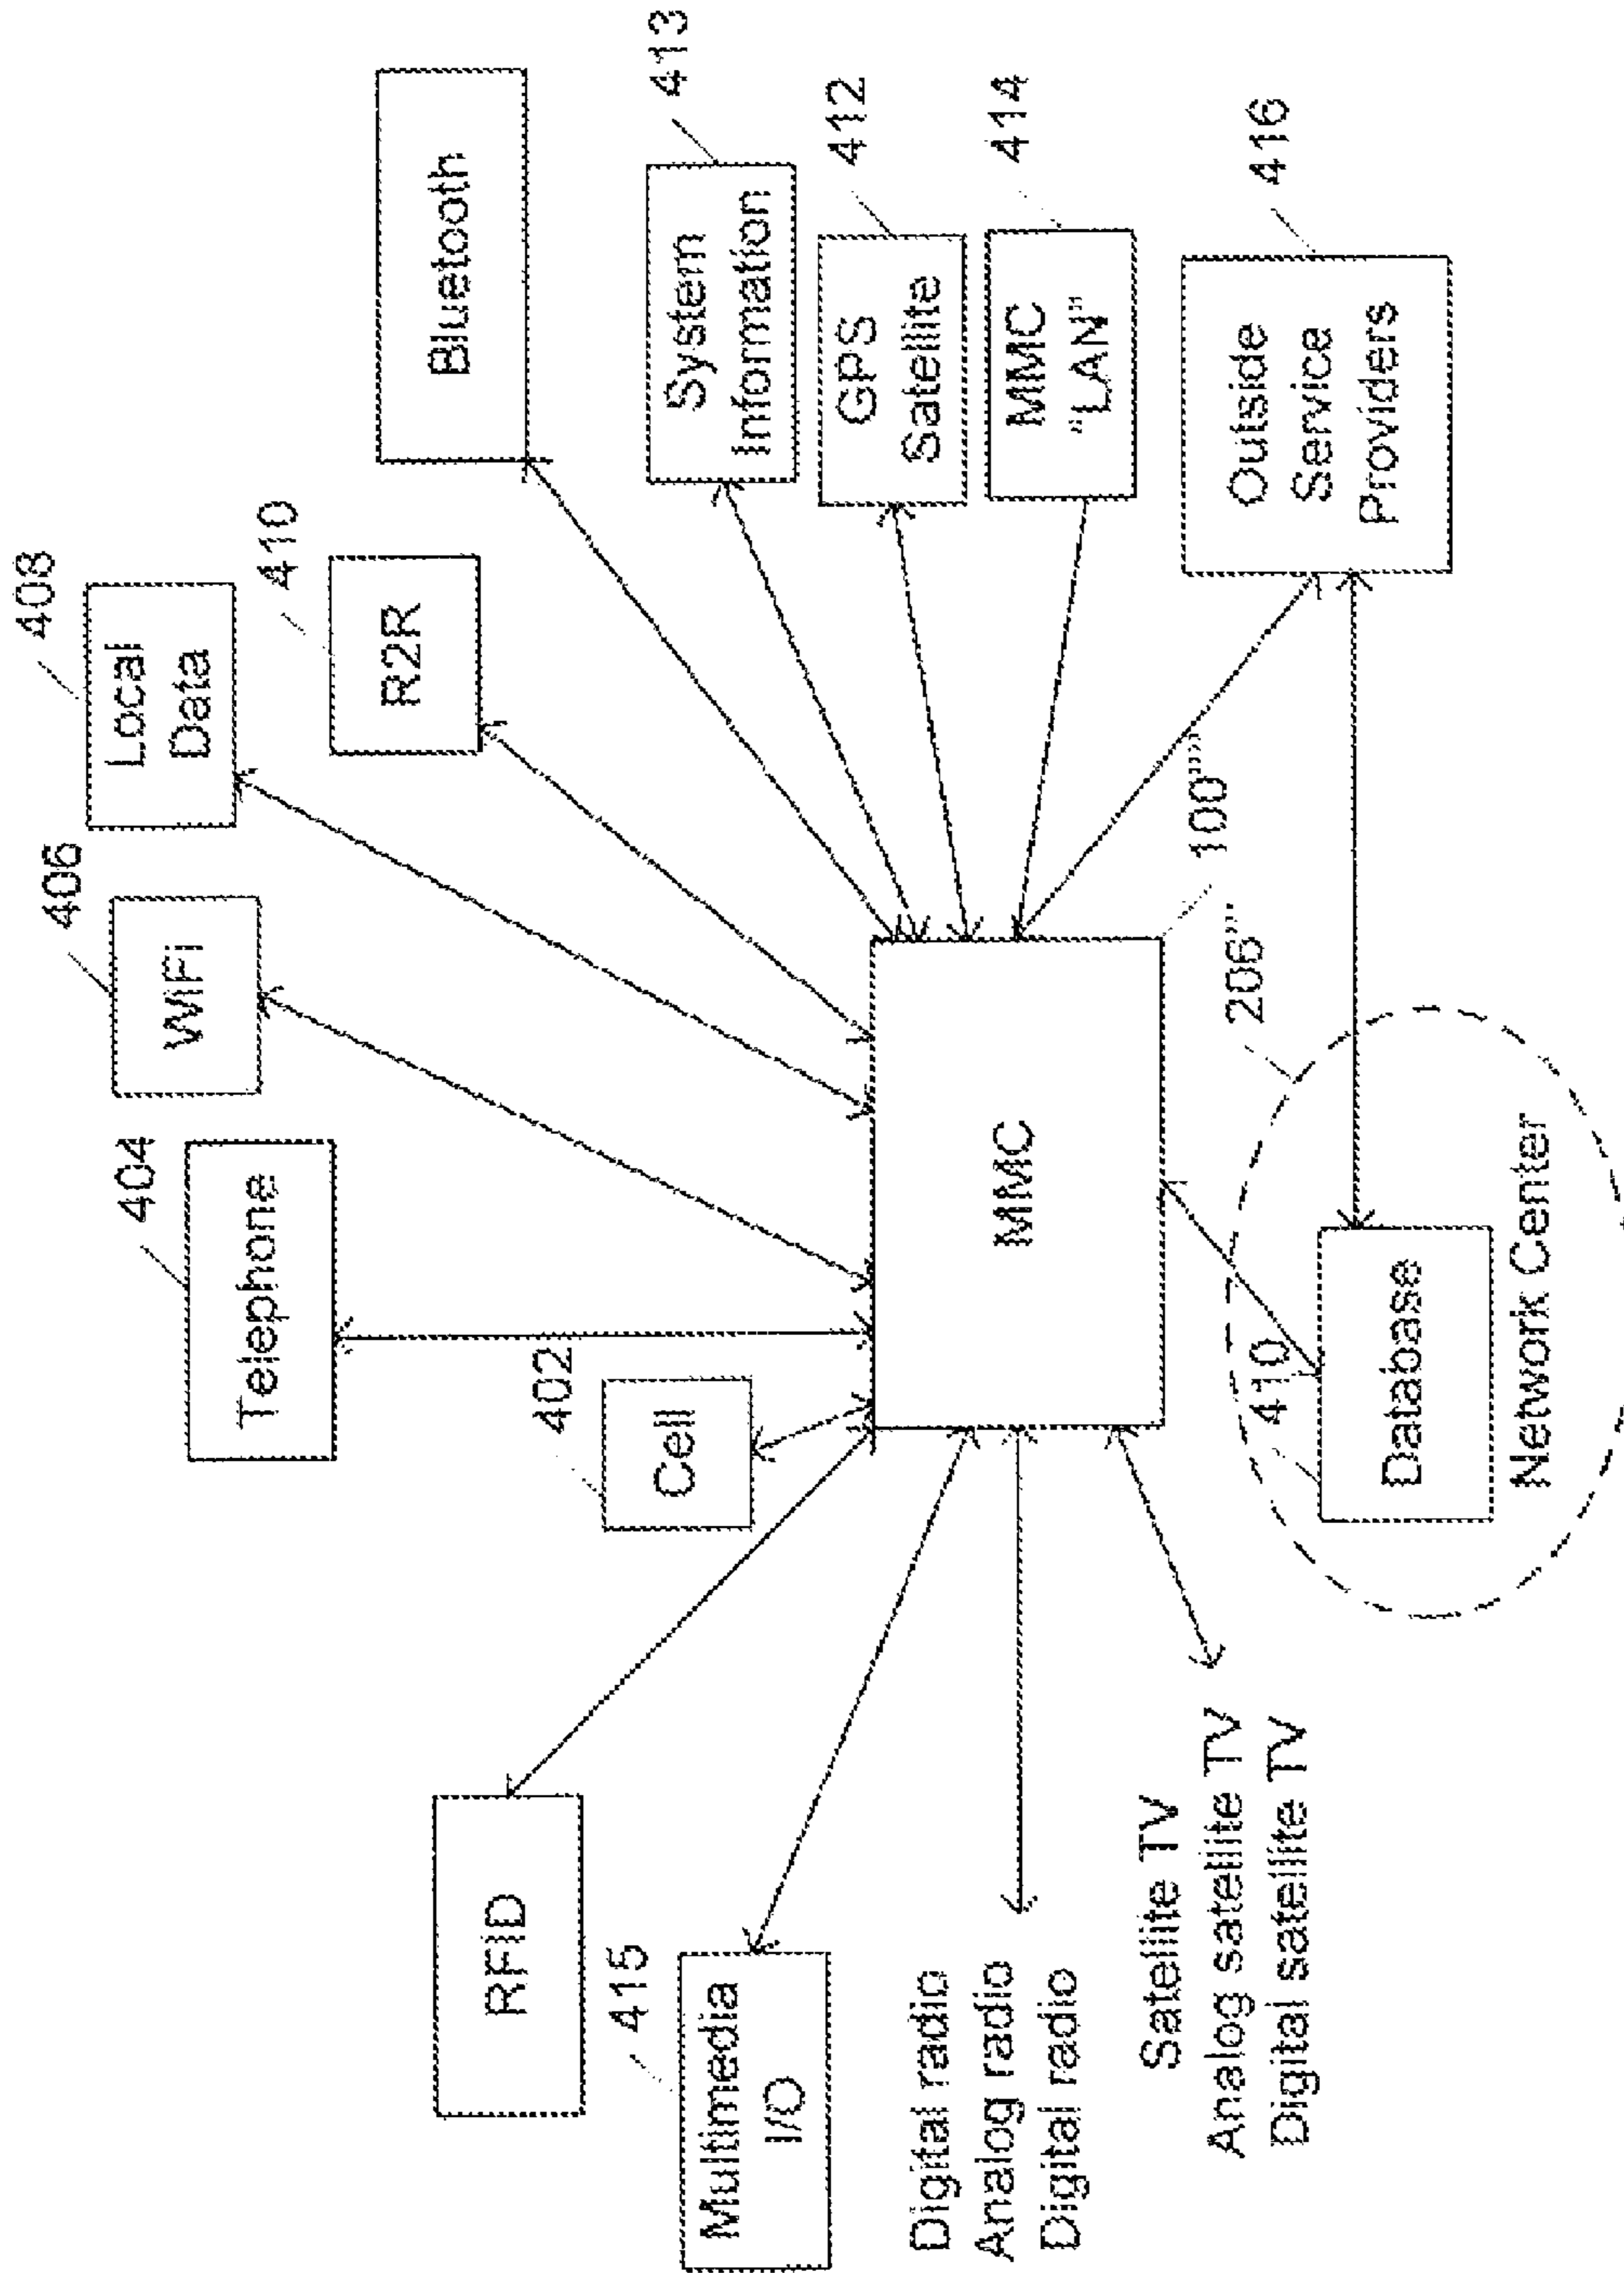 408
406
Local
Data
WiFi
404
Telephone
410
R2R
Bluetooth
RFID
402
Cell
415
Multimedia
I/O
413
System
Information
412
GPS
Satellite
Digital radio
Analog radio
Digital radio
MMC
414
MMC
"LAN"
Satellite TV
Analog satellite TV
Digital satellite TV
100""
206""
416
Outside
Service
Providers
410
Database
Network Center